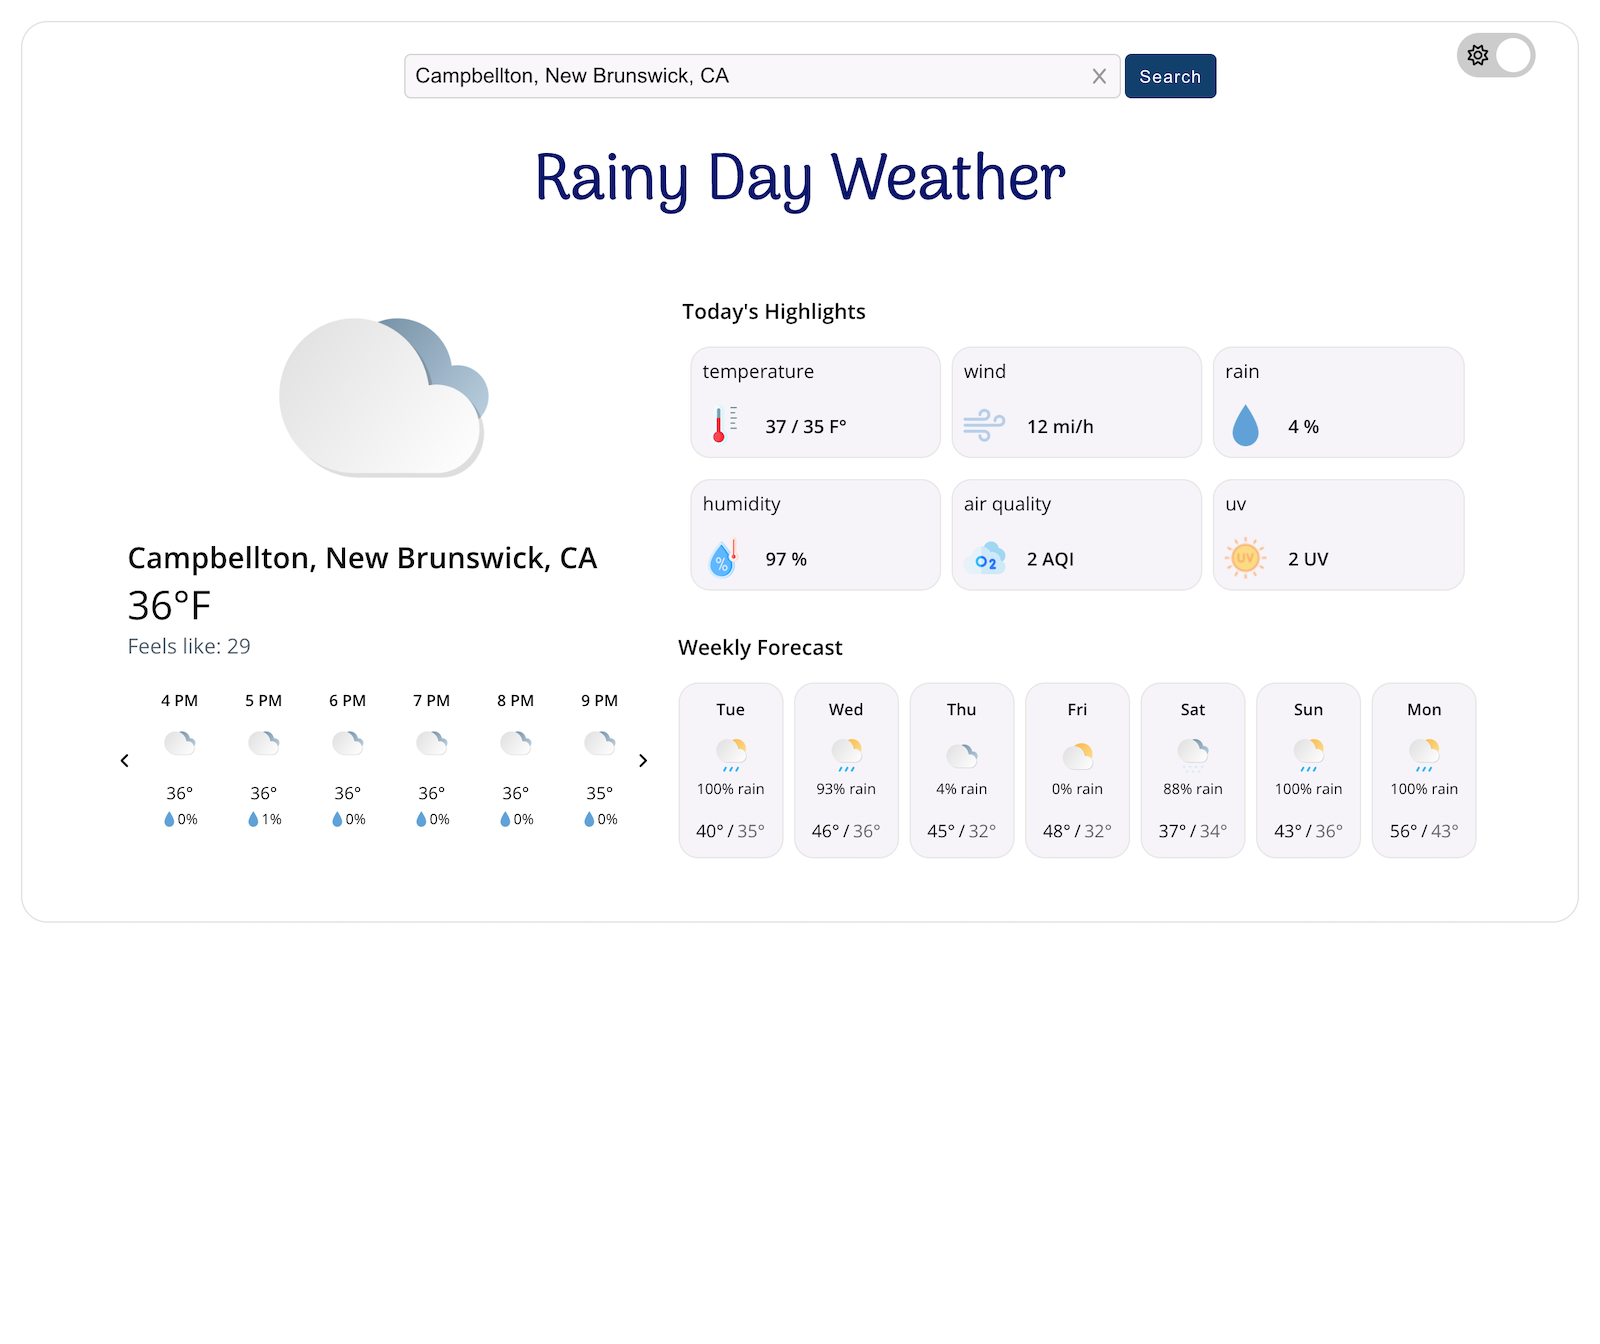 Campbellton, New Brunswick, CA
Search
Rainy Day Weather
Campbellton, New Brunswick, CA
36°F
Feels like: 29
4 PM 5 PM 6 PM 7 PM 8 PM 9 PM
36° 36° 36° 36° 36° 35°
0% 1% 0% 0% 0% 0%
Today's Highlights
temperature wind rain
37 / 35 F° 12 mi/h 4 %
humidity air quality uv
% 97 % O2 2 AQI UV 2 UV
Weekly Forecast
Tue Wed Thu Fri Sat Sun Mon
100% rain 93% rain 4% rain 0% rain 88% rain 100% rain 100% rain
40° / 35° 46° / 36° 45° / 32° 48° / 32° 37° / 34° 43° / 36° 56° / 43°